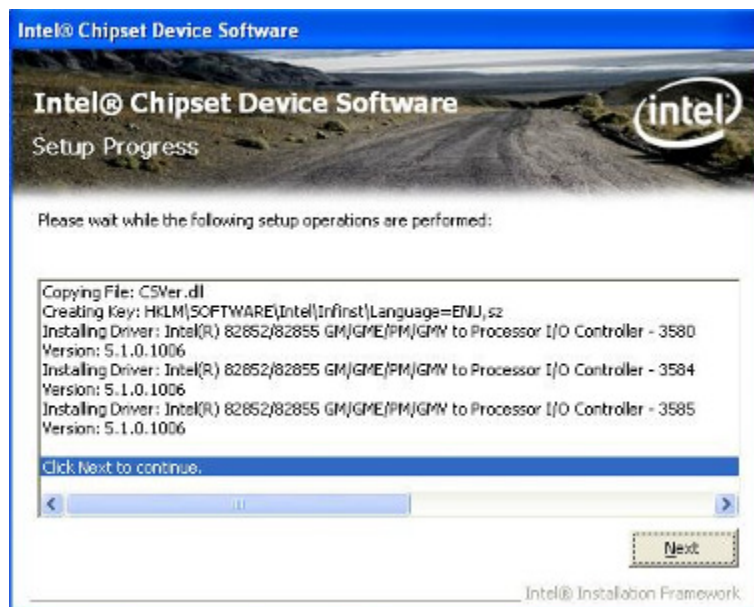 Intel® Chipset Device Software
Intel® Chipset Device Software
intel
Setup Progress
Please wait while the following setup operations are performed:
Copying File: CSVer.dll
Creating Key: HKLM\SOFTWARE\Intel\Infinst\Language=ENU,sz
Installing Driver: Intel(R) 82852/82855 GM/GME/PM/GMV to Processor I/O Controller - 3580
Version: 5.1.0.1006
Installing Driver: Intel(R) 82852/82855 GM/GME/PM/GMV to Processor I/O Controller - 3584
Version: 5.1.0.1006
Installing Driver: Intel(R) 82852/82855 GM/GME/PM/GMV to Processor I/O Controller - 3585
Version: 5.1.0.1006
Click Next to continue.
Next
Intel® Installation Framework